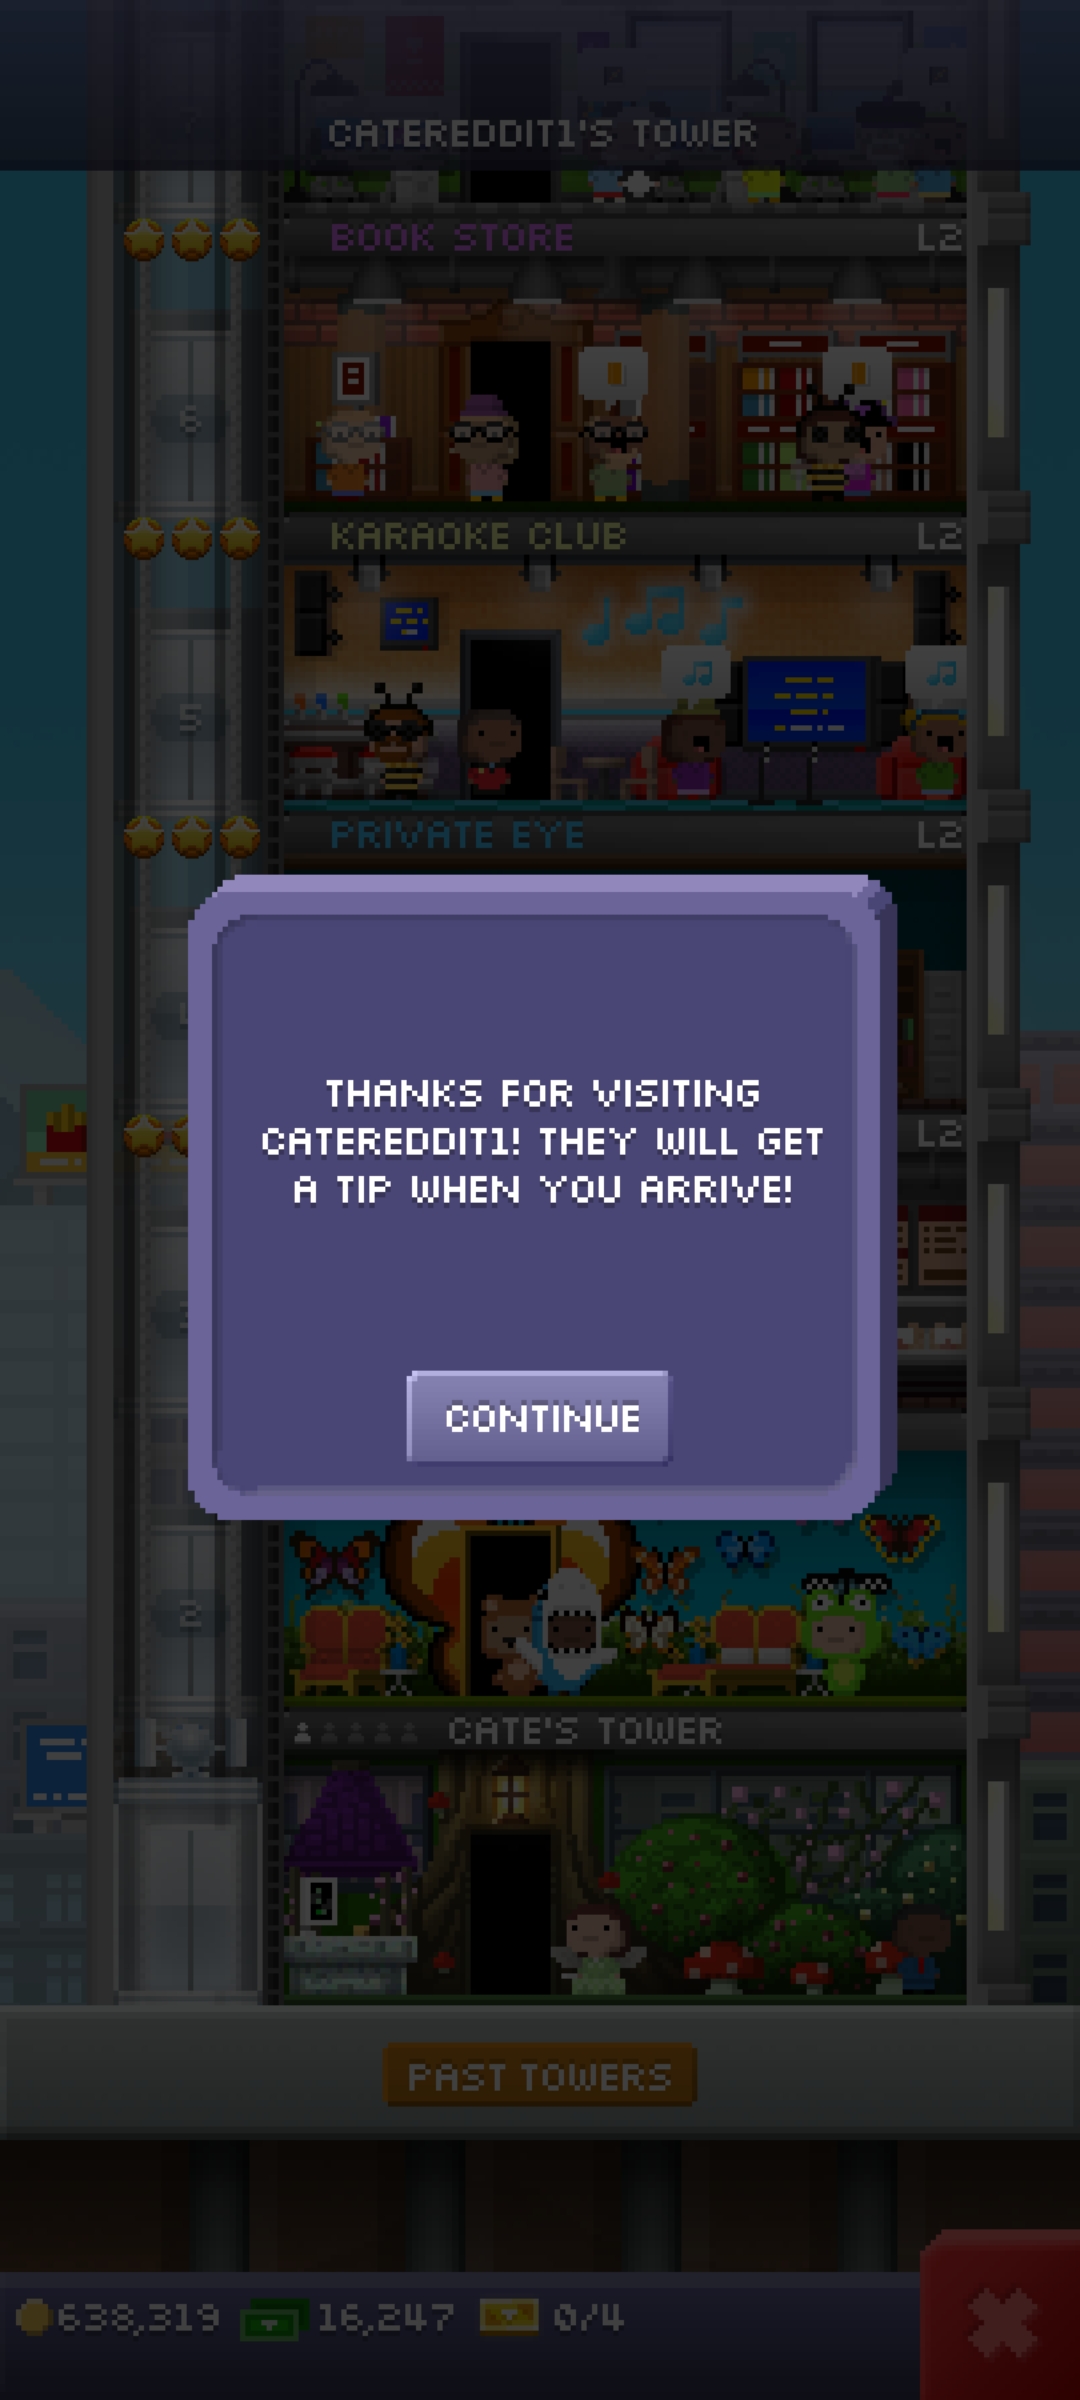 CATEREDDIT1'S TOWER
BOOK STORE L2
8
6
KARAOKE CLUB L2
5
PRIVATE EYE L2
L2
THANKS FOR VISITING
CATEREDDIT1! THEY WILL GET
A TIP WHEN YOU ARRIVE!
CONTINUE
2
CATE'S TOWER
PAST TOWERS
638,319 16,247 0/4